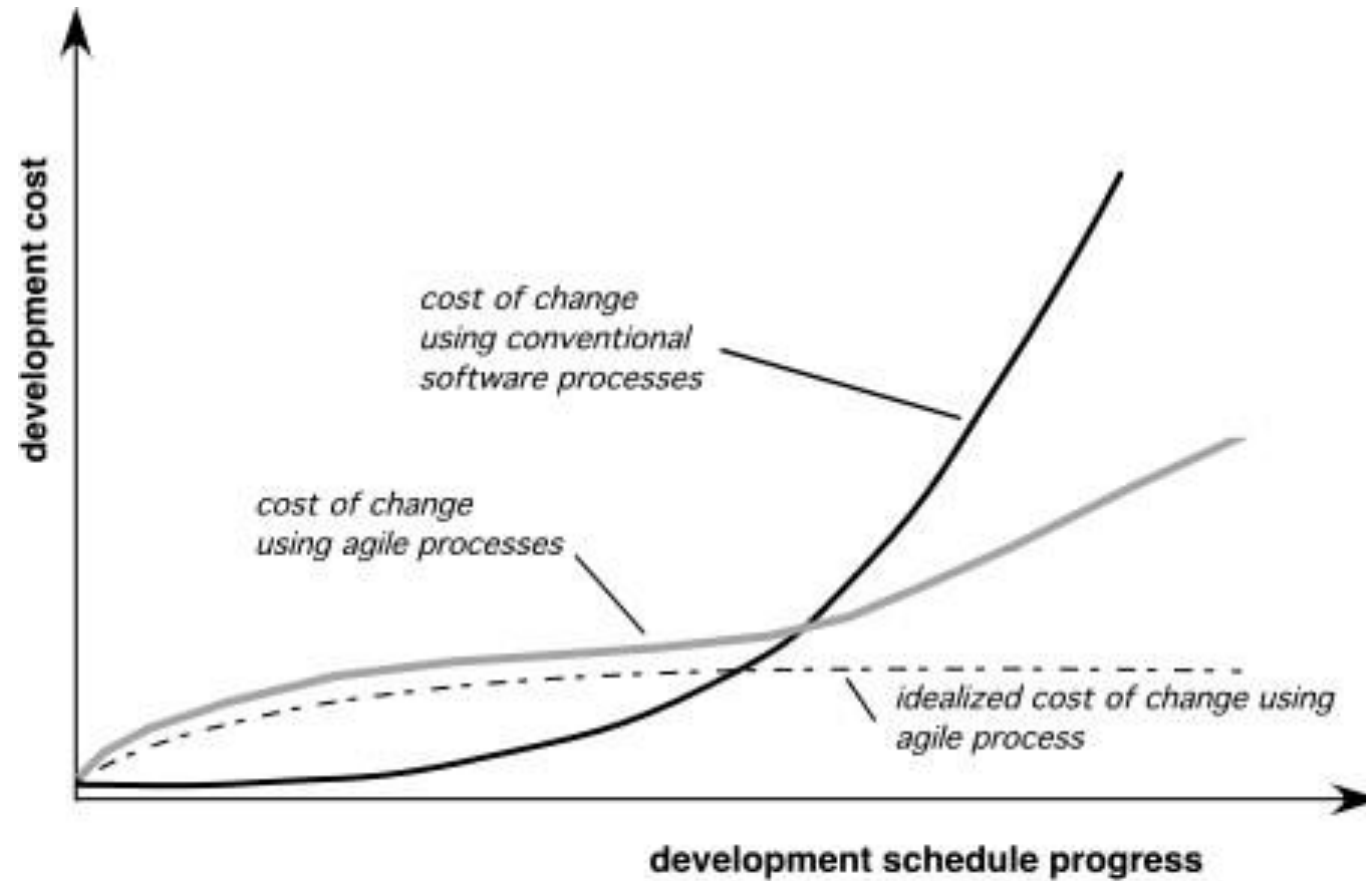 development cost
cost of change
using conventional
software processes
cost of change
using agile processes
idealized cost of change using
agile process
development schedule progress